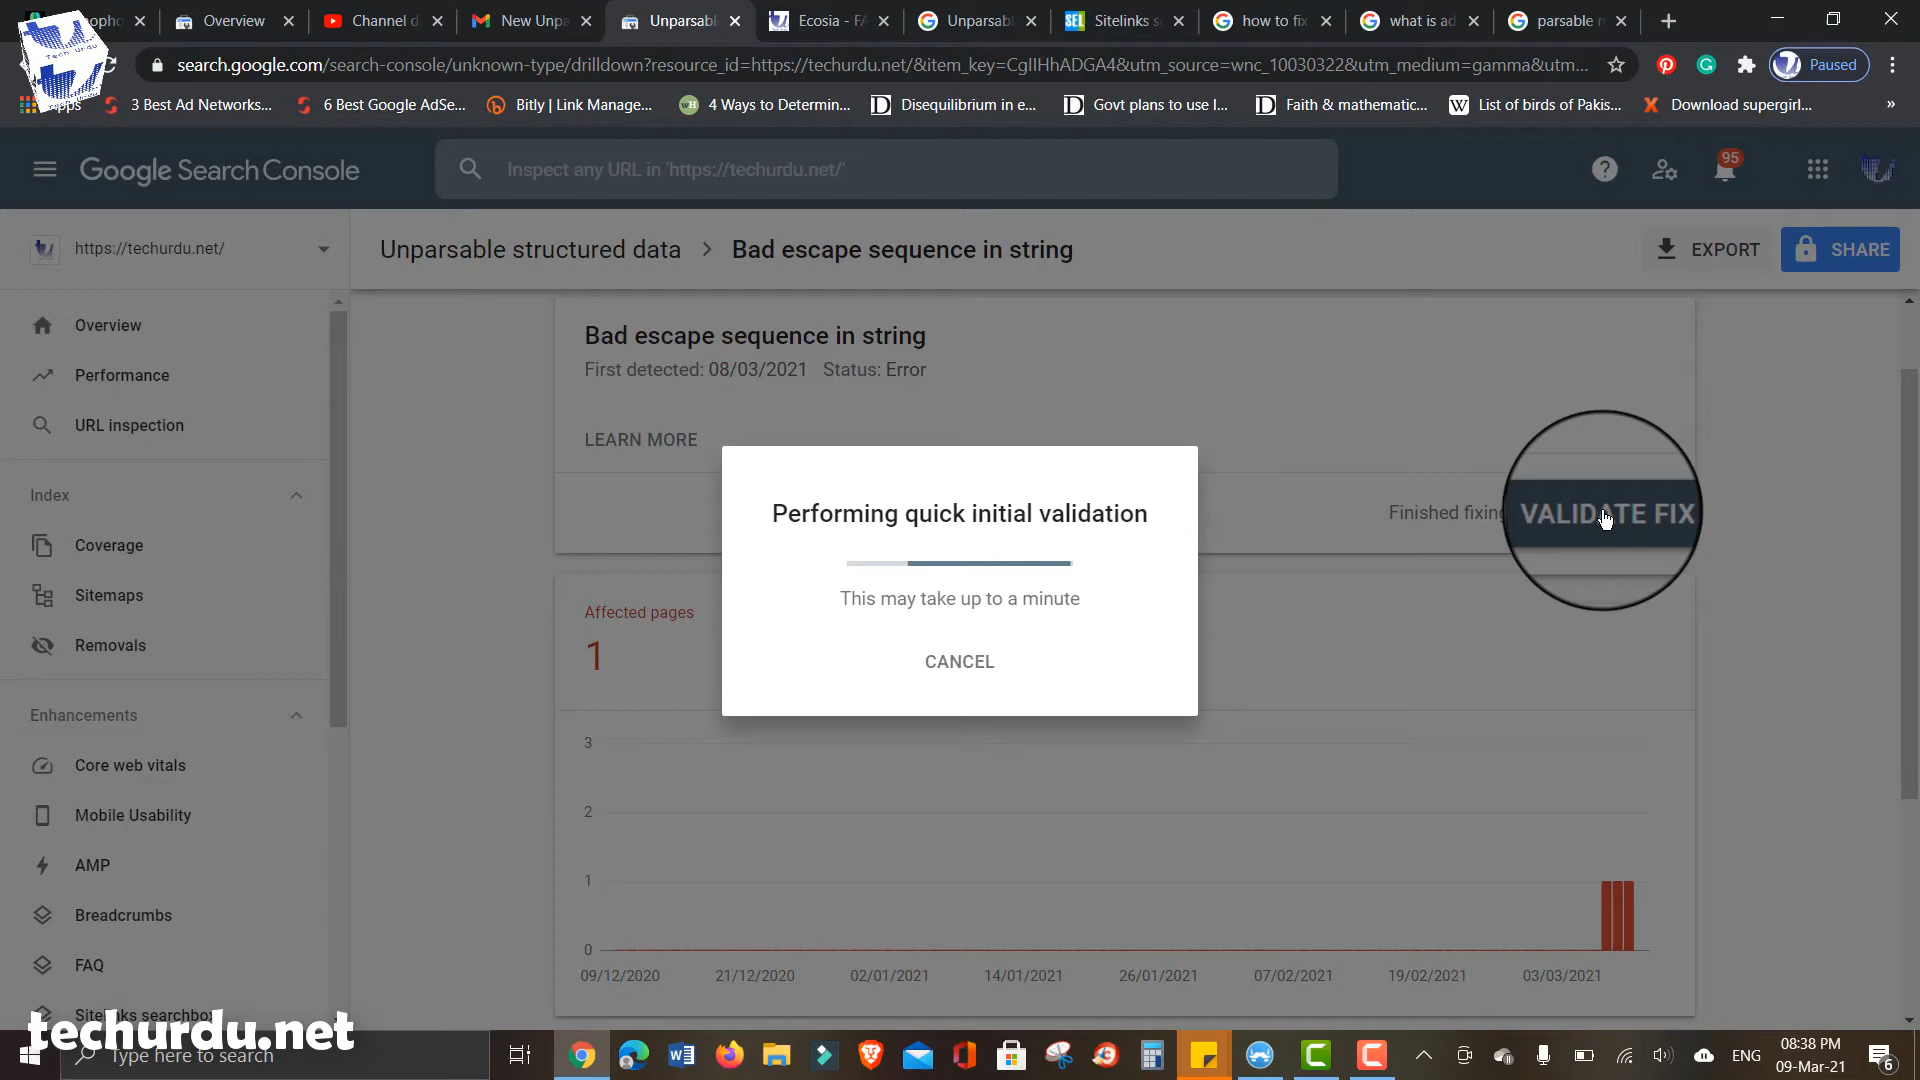 Overview
Channel d
New Unpa
Unparsabl
Ecosia - FA
Unparsabl
Sitelinks s
how to fix
what is ad
parsable m
Tech Urdu
search.google.com/search-console/unknown-type/drilldown?resource_id=https://techurdu.net/&item_key=CgIIHhADGA4&utm_source=wnc_10030322&utm_medium=gamma&utm...
Paused
3 Best Ad Networks...
6 Best Google AdSe...
Bitly | Link Manage...
4 Ways to Determin...
Disequilibrium in e...
Govt plans to use I...
Faith & mathematic...
List of birds of Pakis...
Download supergirl...
»
Google Search Console
Inspect any URL in 'https://techurdu.net/'
95
https://techurdu.net/
Unparsable structured data > Bad escape sequence in string
EXPORT
SHARE
Overview
Performance
URL inspection
Index
Coverage
Sitemaps
Removals
Enhancements
Core web vitals
Mobile Usability
AMP
Breadcrumbs
FAQ
Bad escape sequence in string
First detected: 08/03/2021 Status: Error
LEARN MORE
Finished fixing
VALIDATE FIX
Performing quick initial validation
This may take up to a minute
CANCEL
Affected pages
1
3
2
1
0
09/12/2020
21/12/2020
02/01/2021
14/01/2021
26/01/2021
07/02/2021
19/02/2021
03/03/2021
techurdu.net
Type here to search
ENG
08:38 PM
09-Mar-21
6